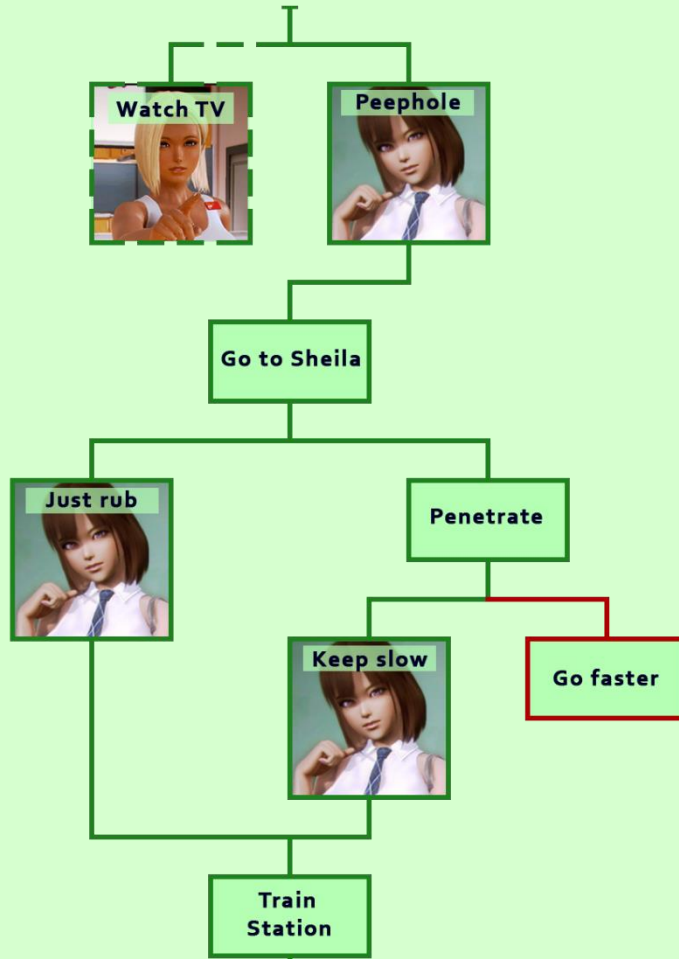 Watch TV
Peephole
Go to Sheila
Just rub
Penetrate
Keep slow
Go faster
Train
Station